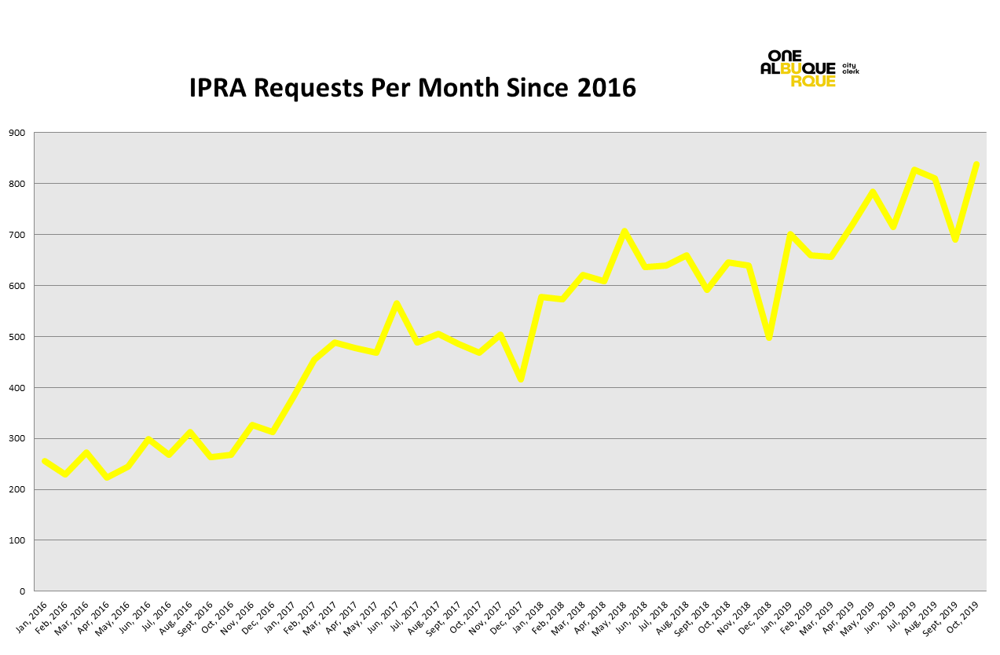 ONE
ALBUQUE
RQUE
city
clerk
IPRA Requests Per Month Since 2016
900
800
700
600
500
400
300
200
100
0
Jan, 2016
Feb, 2016
Mar, 2016
Apr, 2016
May, 2016
Jun, 2016
Jul, 2016
Aug, 2016
Sept, 2016
Oct, 2016
Nov, 2016
Dec, 2016
Jan, 2017
Feb, 2017
Mar, 2017
Apr, 2017
May, 2017
Jun, 2017
Jul, 2017
Aug, 2017
Sept, 2017
Oct, 2017
Nov, 2017
Dec, 2017
Jan, 2018
Feb, 2018
Mar, 2018
Apr, 2018
May, 2018
Jun, 2018
Jul, 2018
Aug, 2018
Sept, 2018
Oct, 2018
Nov, 2018
Dec, 2018
Jan, 2019
Feb, 2019
Mar, 2019
Apr, 2019
May, 2019
Jun, 2019
Jul, 2019
Aug, 2019
Sept, 2019
Oct, 2019